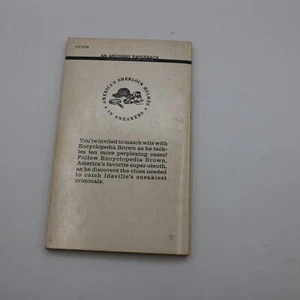 AN ARCHWAY PAPERBACK
AMERICA'S SHERLOCK HOLMES
IN SNEAKERS
You're invited to match wits with
Encyclopedia Brown as he tack-
les ten more perplexing cases!
Follow Encyclopedia Brown,
America's favorite super-sleuth,
as he discovers the clues needed
to catch Idaville's sneakiest
criminals.